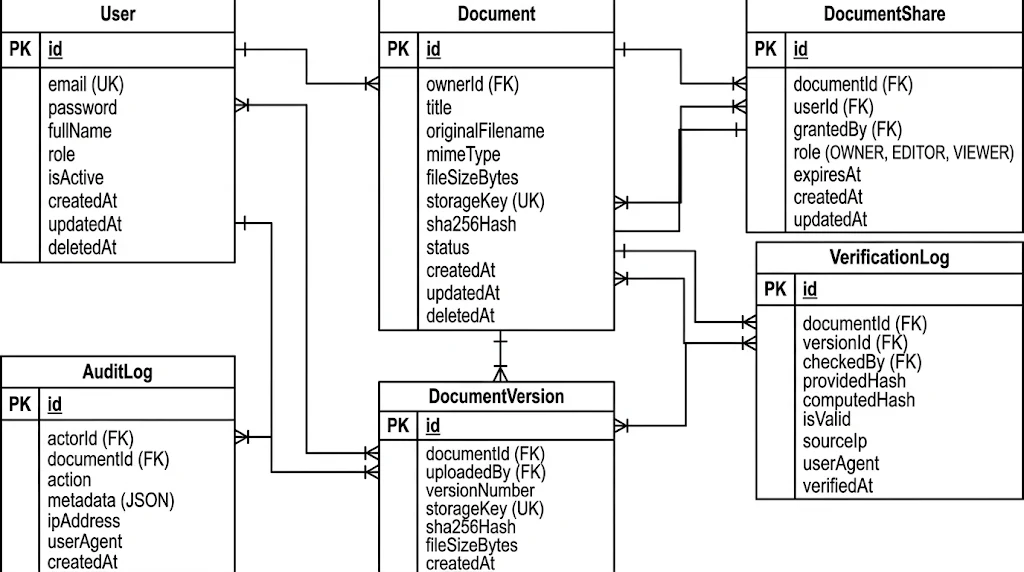 User
PK id
email (UK)
password
fullName
role
isActive
createdAt
updatedAt
deletedAt
Document
PK id
ownerId (FK)
title
originalFilename
mimeType
fileSizeBytes
storageKey (UK)
sha256Hash
status
createdAt
updatedAt
deletedAt
DocumentShare
PK id
documentId (FK)
userId (FK)
grantedBy (FK)
role (OWNER, EDITOR, VIEWER)
expiresAt
createdAt
updatedAt
VerificationLog
PK id
documentId (FK)
versionId (FK)
checkedBy (FK)
providedHash
computedHash
isValid
sourceIp
userAgent
verifiedAt
AuditLog
PK id
actorId (FK)
documentId (FK)
action
metadata (JSON)
ipAddress
userAgent
createdAt
DocumentVersion
PK id
documentId (FK)
uploadedBy (FK)
versionNumber
storageKey (UK)
sha256Hash
fileSizeBytes
createdAt